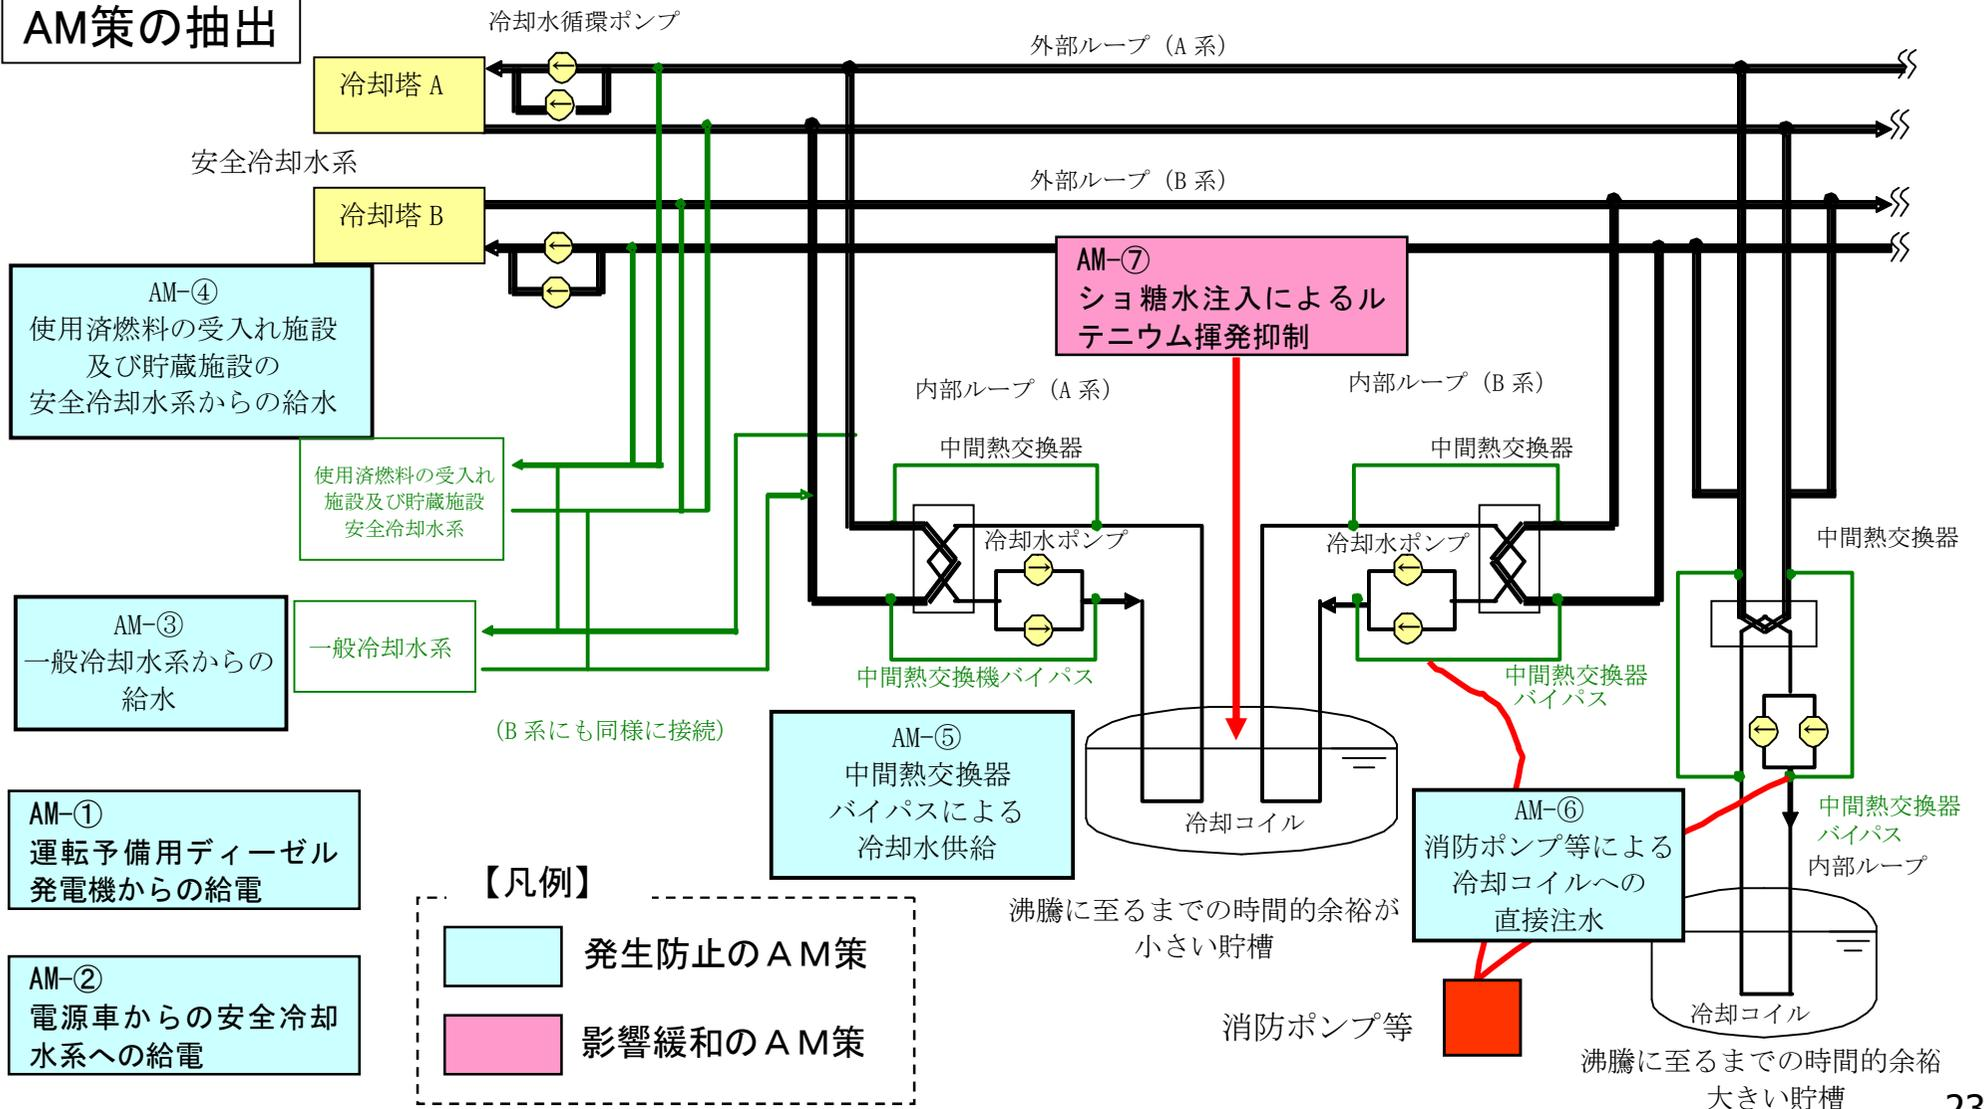 AM策の抽出
冷却水循環ポンプ
外部ループ（A系）
冷却塔A
安全冷却水系
外部ループ（B系）
冷却塔B
AM-④
使用済燃料の受入れ施設
及び貯蔵施設の
安全冷却水系からの給水
AM-⑦
ショ糖水注入によるル
テニウム揮発抑制
内部ループ（A系）
内部ループ（B系）
中間熱交換器
中間熱交換器
使用済燃料の受入れ
施設及び貯蔵施設
安全冷却水系
冷却水ポンプ
冷却水ポンプ
中間熱交換器
AM-③
一般冷却水系からの
給水
一般冷却水系
中間熱交換機バイパス
中間熱交換器
バイパス
（B系にも同様に接続）
AM-⑤
中間熱交換器
バイパスによる
冷却水供給
冷却コイル
AM-⑥
消防ポンプ等による
冷却コイルへの
直接注水
中間熱交換器
バイパス
内部ループ
AM-①
運転予備用ディーゼル
発電機からの給電
AM-②
電源車からの安全冷却
水系への給電
【凡例】
発生防止のＡＭ策
影響緩和のＡＭ策
沸騰に至るまでの時間的余裕が
小さい貯槽
消防ポンプ等
冷却コイル
沸騰に至るまでの時間的余裕
大きい貯槽
23